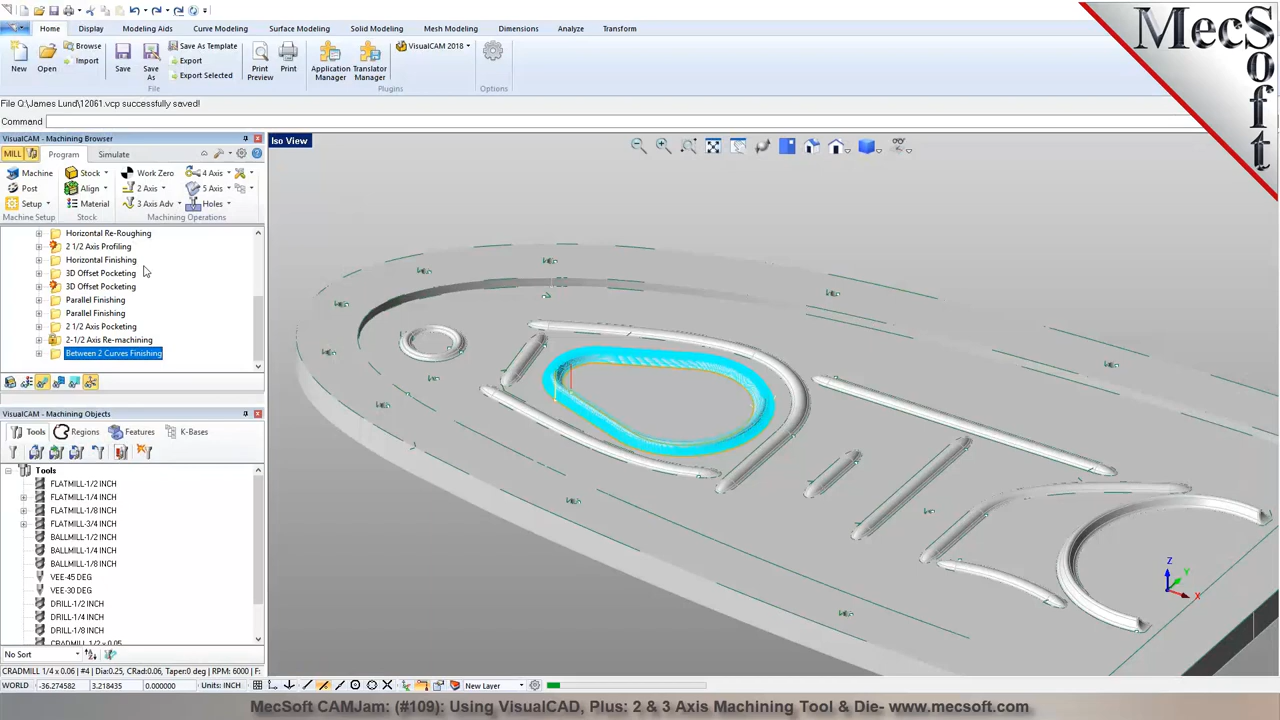 MecSoft
Home
Display
Modeling Aids
Curve Modeling
Surface Modeling
Solid Modeling
Mesh Modeling
Dimensions
Analyze
Transform
New
Open
Browse
Import
Save
Save As
Save As Template
Export
Export Selected
Print Preview
Print
Application Manager
Translator Manager
VisualCAM 2018
File
Plugins
Options
File Q:\James Lund\12061.vcp successfully saved!
Command
VisualCAM - Machining Browser
Iso View
MILL
Program
Simulate
Machine
Stock
Work Zero
4 Axis
Post
Align
2 Axis
5 Axis
Setup
Material
3 Axis Adv
Holes
Machine Setup
Stock
Machining Operations
Horizontal Re-Roughing
2 1/2 Axis Profiling
Horizontal Finishing
3D Offset Pocketing
3D Offset Pocketing
Parallel Finishing
Parallel Finishing
2 1/2 Axis Pocketing
2-1/2 Axis Re-machining
Between 2 Curves Finishing
VisualCAM - Machining Objects
Tools
Regions
Features
K-Bases
Tools
FLATMILL-1/2 INCH
FLATMILL-1/4 INCH
FLATMILL-1/8 INCH
FLATMILL-3/4 INCH
BALLMILL-1/2 INCH
BALLMILL-1/4 INCH
BALLMILL-1/8 INCH
VEE-45 DEG
VEE-30 DEG
DRILL-1/2 INCH
DRILL-1/4 INCH
DRILL-1/8 INCH
Z
Y
X
No Sort
CRADMILL 1/4 x 0.06 | #4 | Dia:0.25, CRad:0.06, Taper:0 deg | RPM: 6000 | F:
WORLD
-36.274582
3.218435
0.000000
Units: INCH
New Layer
MecSoft CAMJam: (#109): Using VisualCAD, Plus: 2 & 3 Axis Machining Tool & Die- www.mecsoft.com